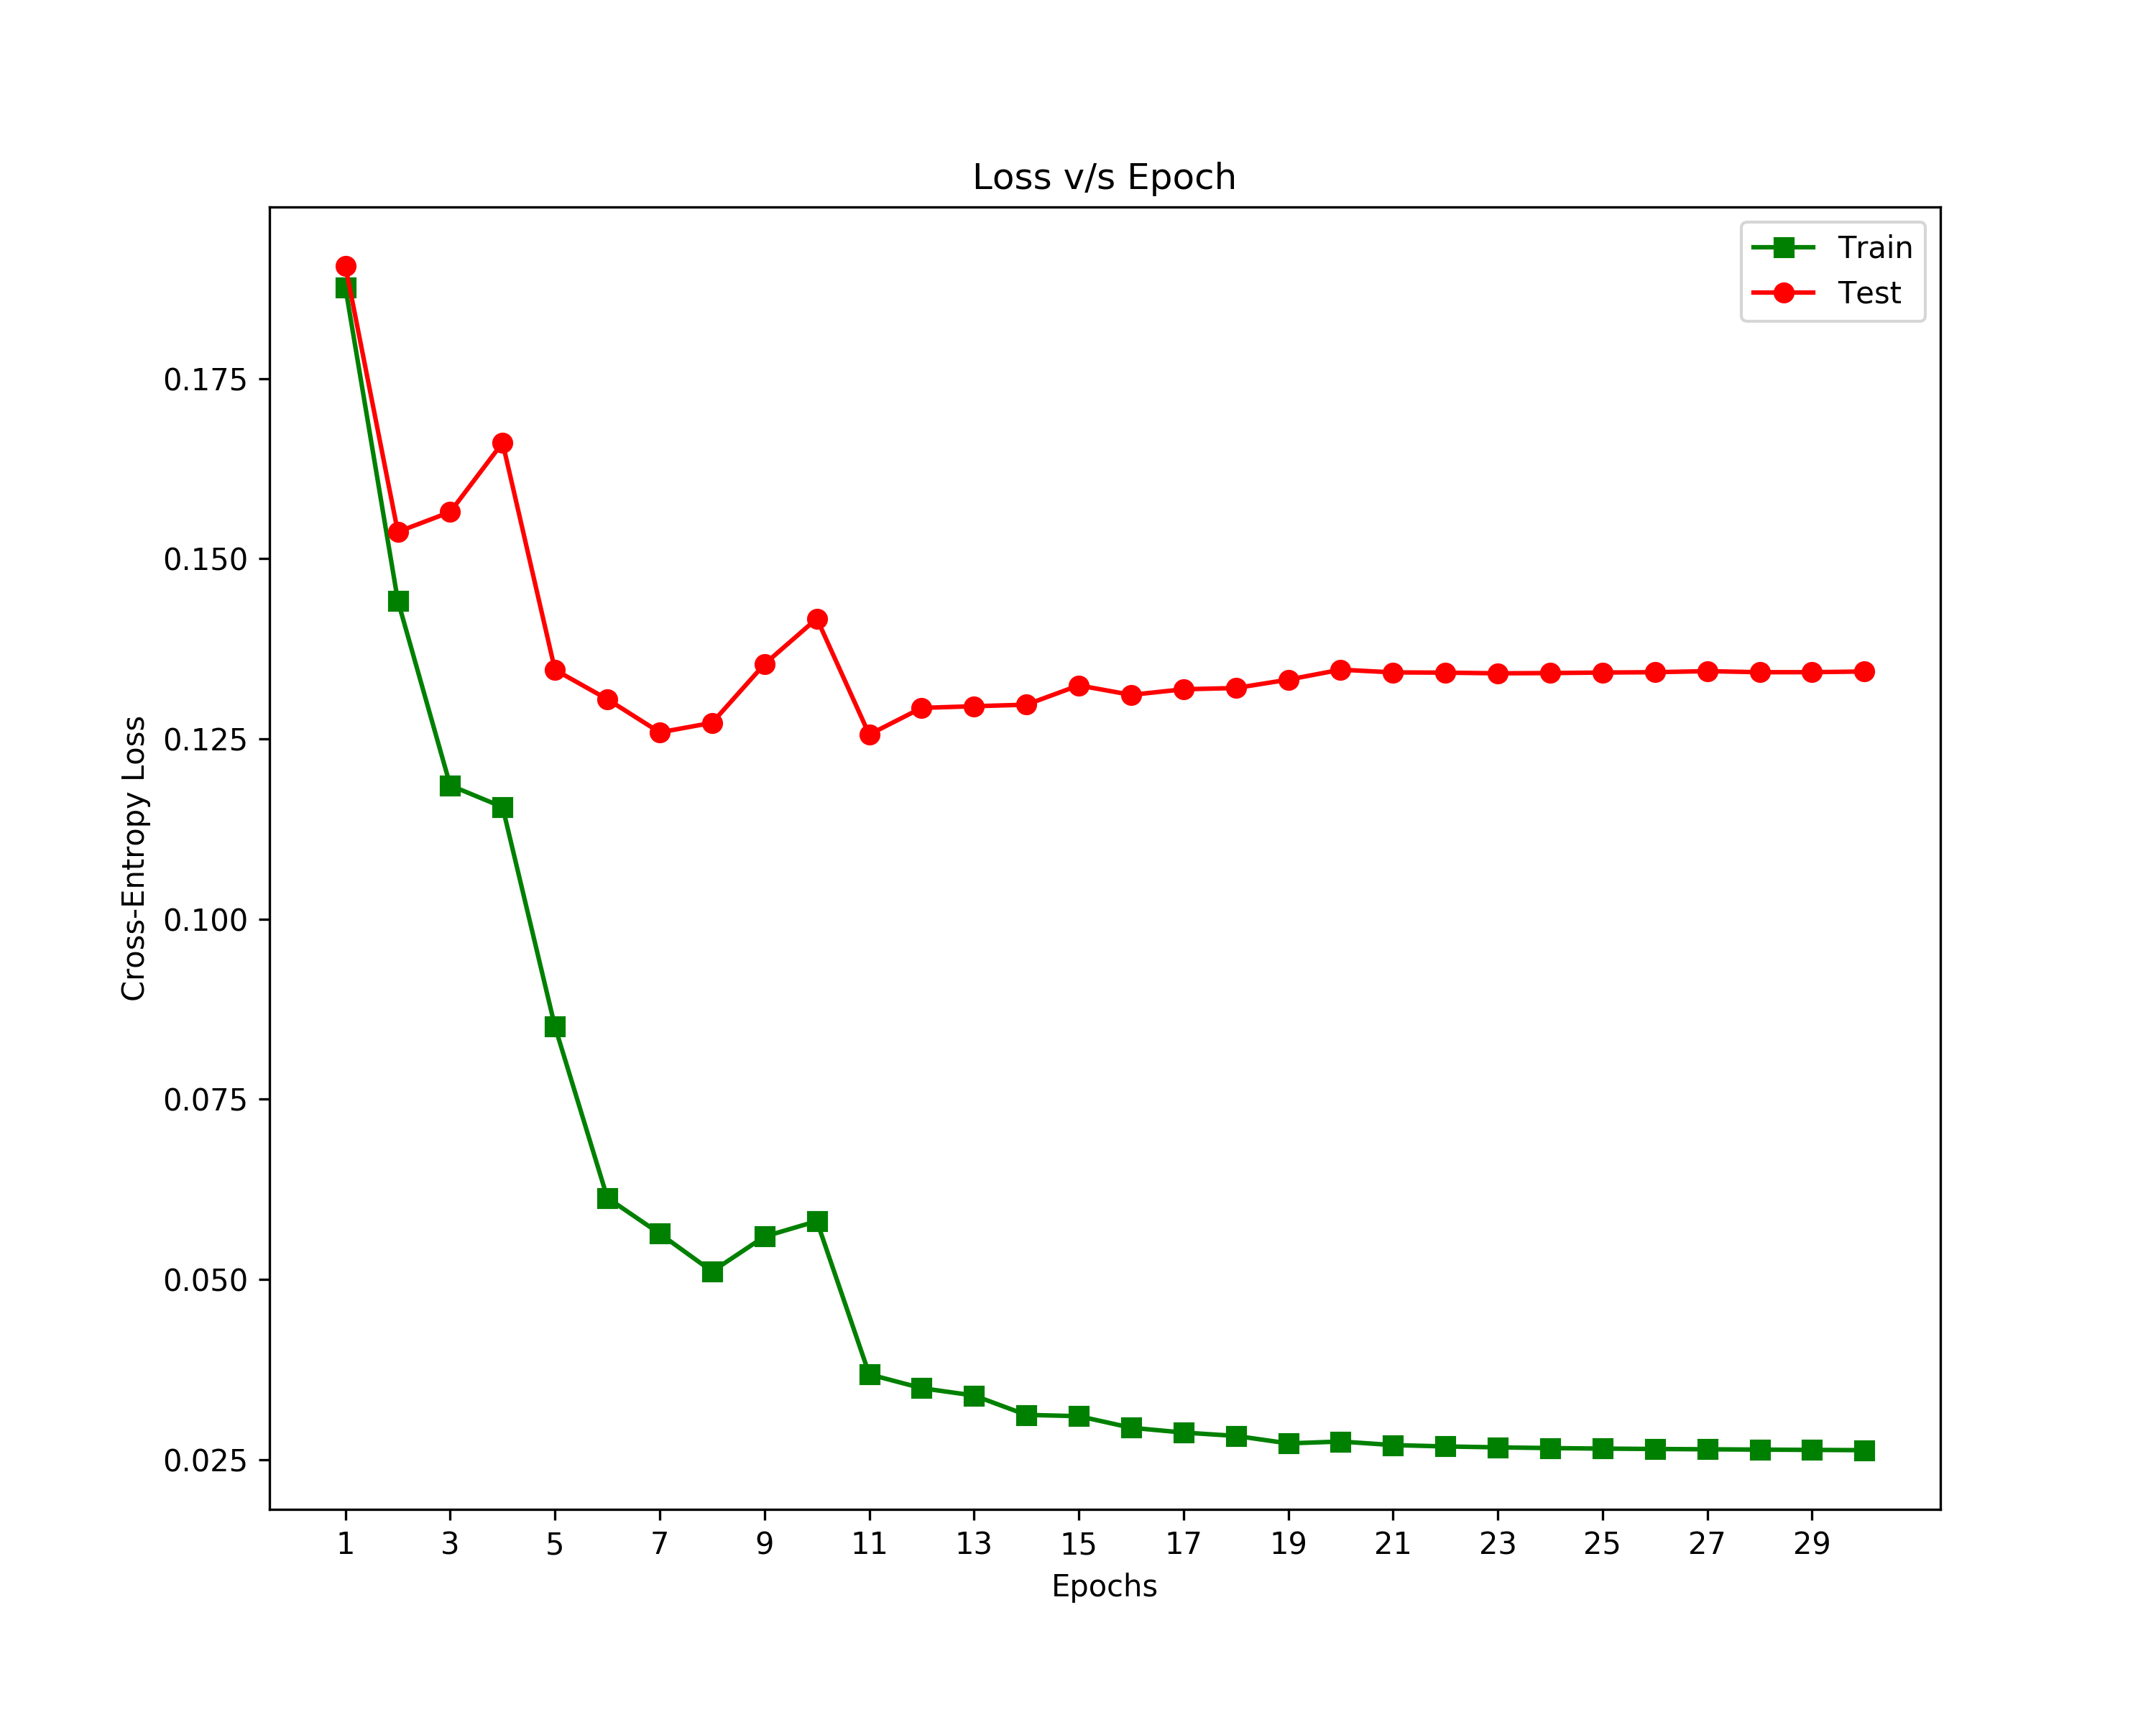 Loss v/s Epoch
Train
Test
0.175
0.150
0.125
0.100
0.075
0.050
0.025
Cross-Entropy Loss
1 3 5 7 9 11 13 15 17 19 21 23 25 27 29
Epochs